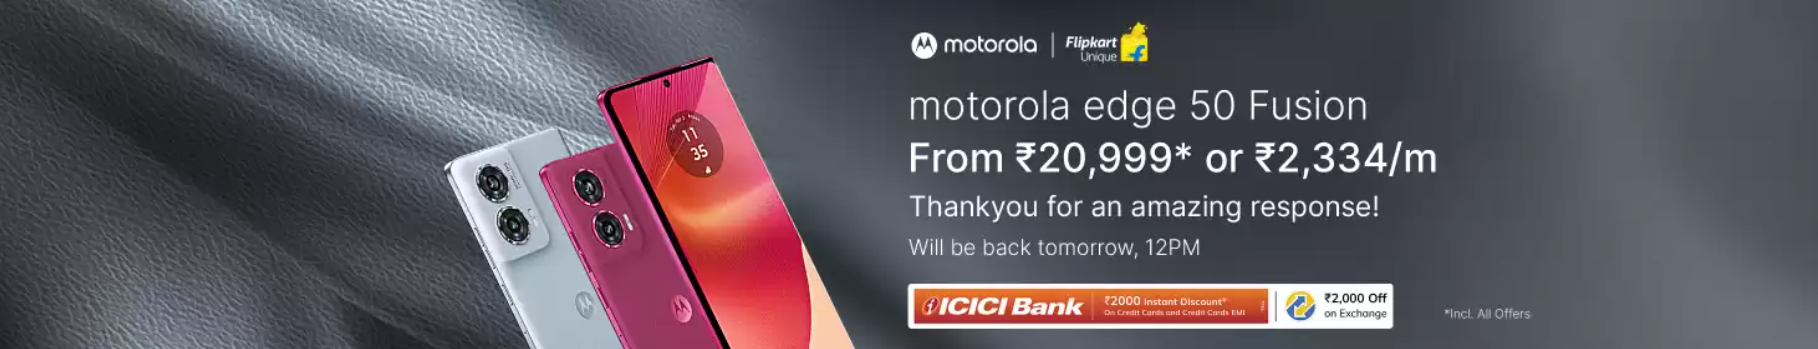 motorola | Flipkart
Unique
motorola edge 50 Fusion
From ₹20,999* or ₹2,334/m
Thankyou for an amazing response!
Will be back tomorrow, 12PM
ICICI Bank
₹2000 Instant Discount*
On Credit Cards and Credit Cards EMI
₹2,000 Off
on Exchange
*Incl. All Offers
11
35